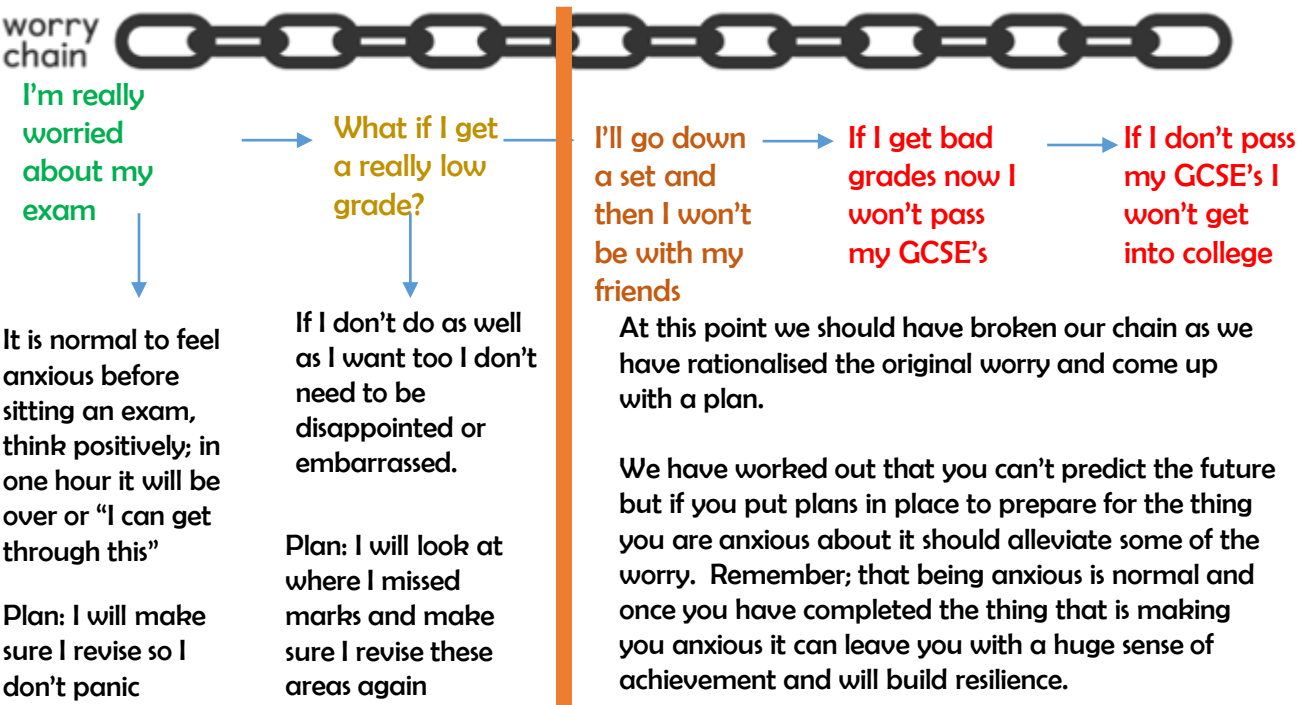 worry
chain
I'm really
worried
about my
exam
What if I get
a really low
grade?
I'll go down
a set and
then I won't
be with my
friends
If I get bad
grades now I
won't pass
my GCSE's
If I don't pass
my GCSE's I
won't get
into college
It is normal to feel
anxious before
sitting an exam,
think positively; in
one hour it will be
over or “I can get
through this”
Plan: I will make
sure I revise so I
don't panic
If I don't do as well
as I want too I don't
need to be
disappointed or
embarrassed.
Plan: I will look at
where I missed
marks and make
sure I revise these
areas again
At this point we should have broken our chain as we
have rationalised the original worry and come up
with a plan.
We have worked out that you can't predict the future
but if you put plans in place to prepare for the thing
you are anxious about it should alleviate some of the
worry. Remember; that being anxious is normal and
once you have completed the thing that is making
you anxious it can leave you with a huge sense of
achievement and will build resilience.